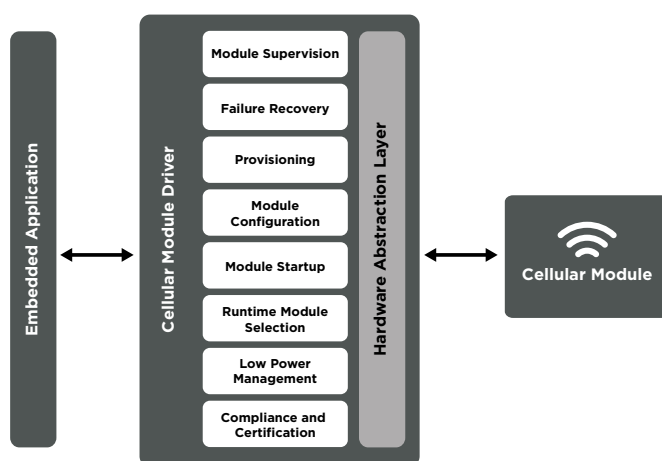 Embedded Application
Cellular Module Driver
Module Supervision
Failure Recovery
Provisioning
Module
Configuration
Module Startup
Runtime Module
Selection
Low Power
Management
Compliance and
Certification
Hardware Abstraction Layer
Cellular Module